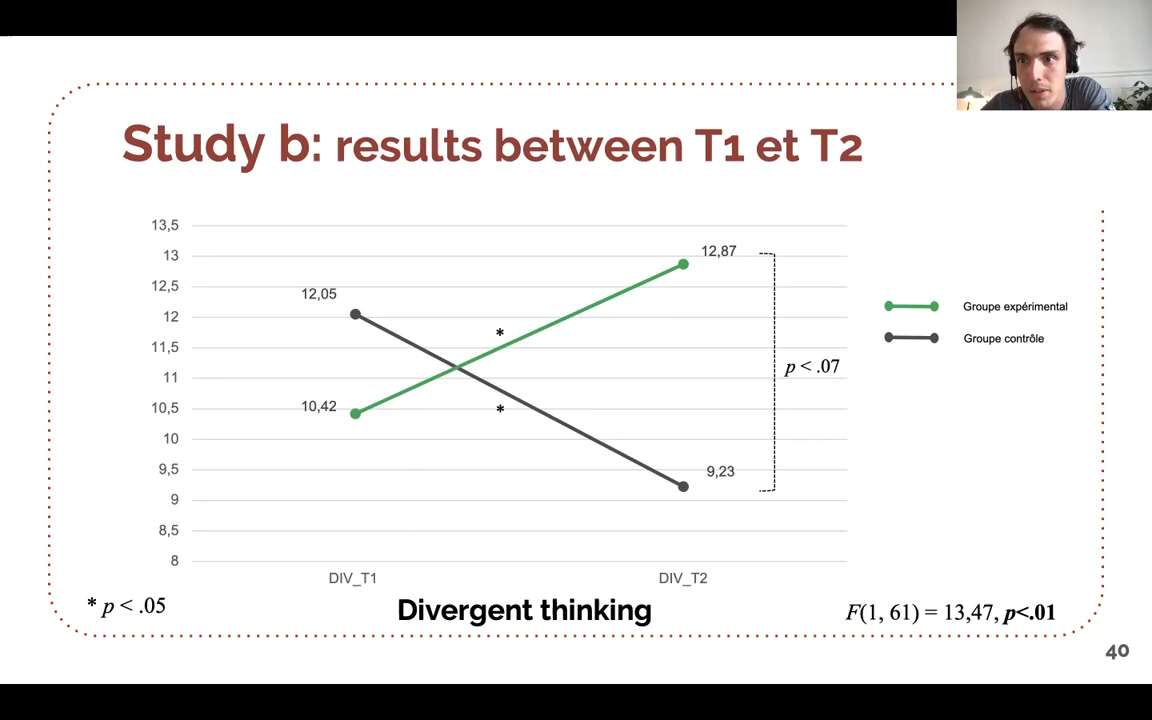 Study b: results between T1 et T2
13,5
13
12,5
12
11,5
11
10,5
10
9,5
9
8,5
8
12,05
10,42
12,87
9,23
*
*
p < .07
Groupe expérimental
Groupe contrôle
DIV_T1
DIV_T2
* p < .05
Divergent thinking
F(1, 61) = 13,47, p<.01
40